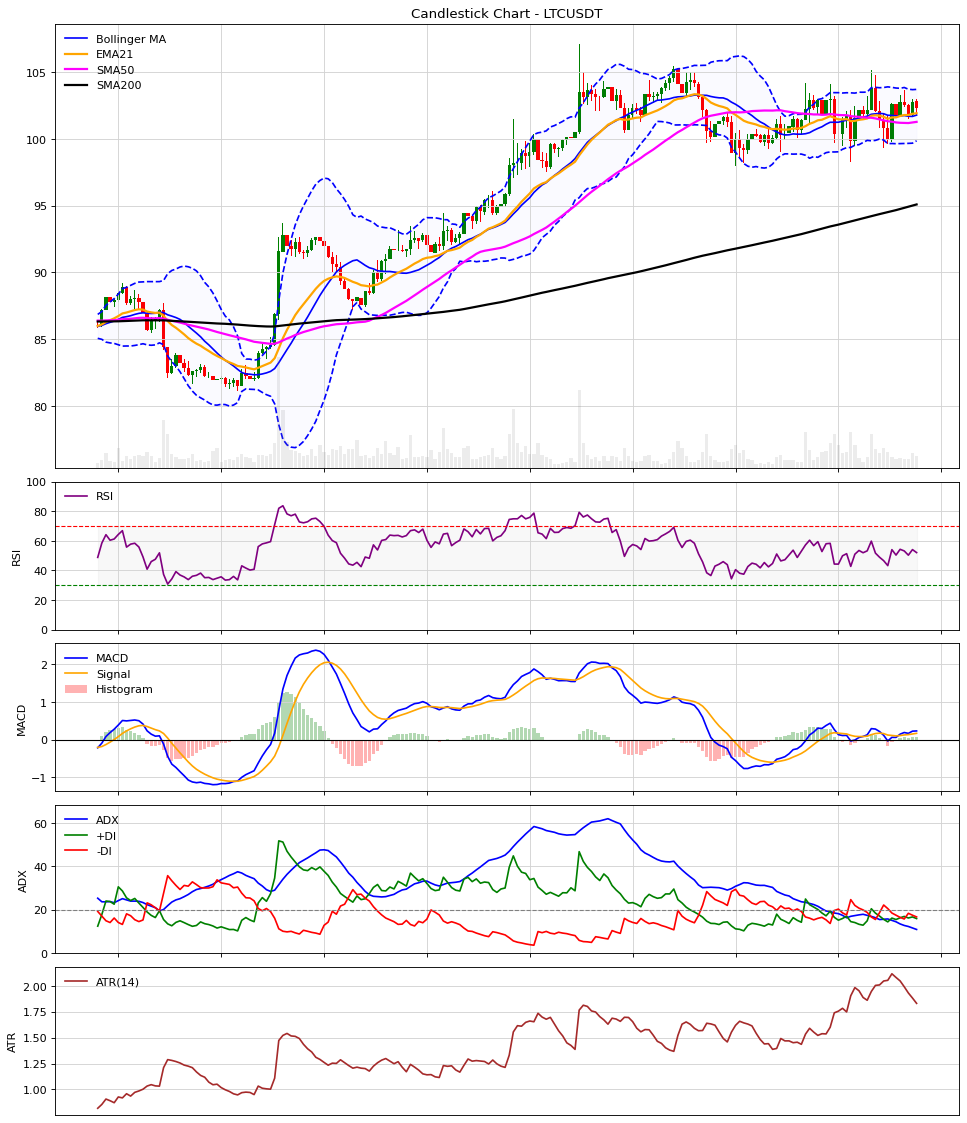 Candlestick Chart - LTCUSDT
Bollinger MA
EMA21
SMA50
SMA200
105
100
95
90
85
80
RSI
RSI
100
80
60
40
20
0
MACD
Signal
Histogram
MACD
2
1
0
−1
ADX
+DI
-DI
ADX
60
40
20
0
ATR(14)
ATR
2.00
1.75
1.50
1.25
1.00